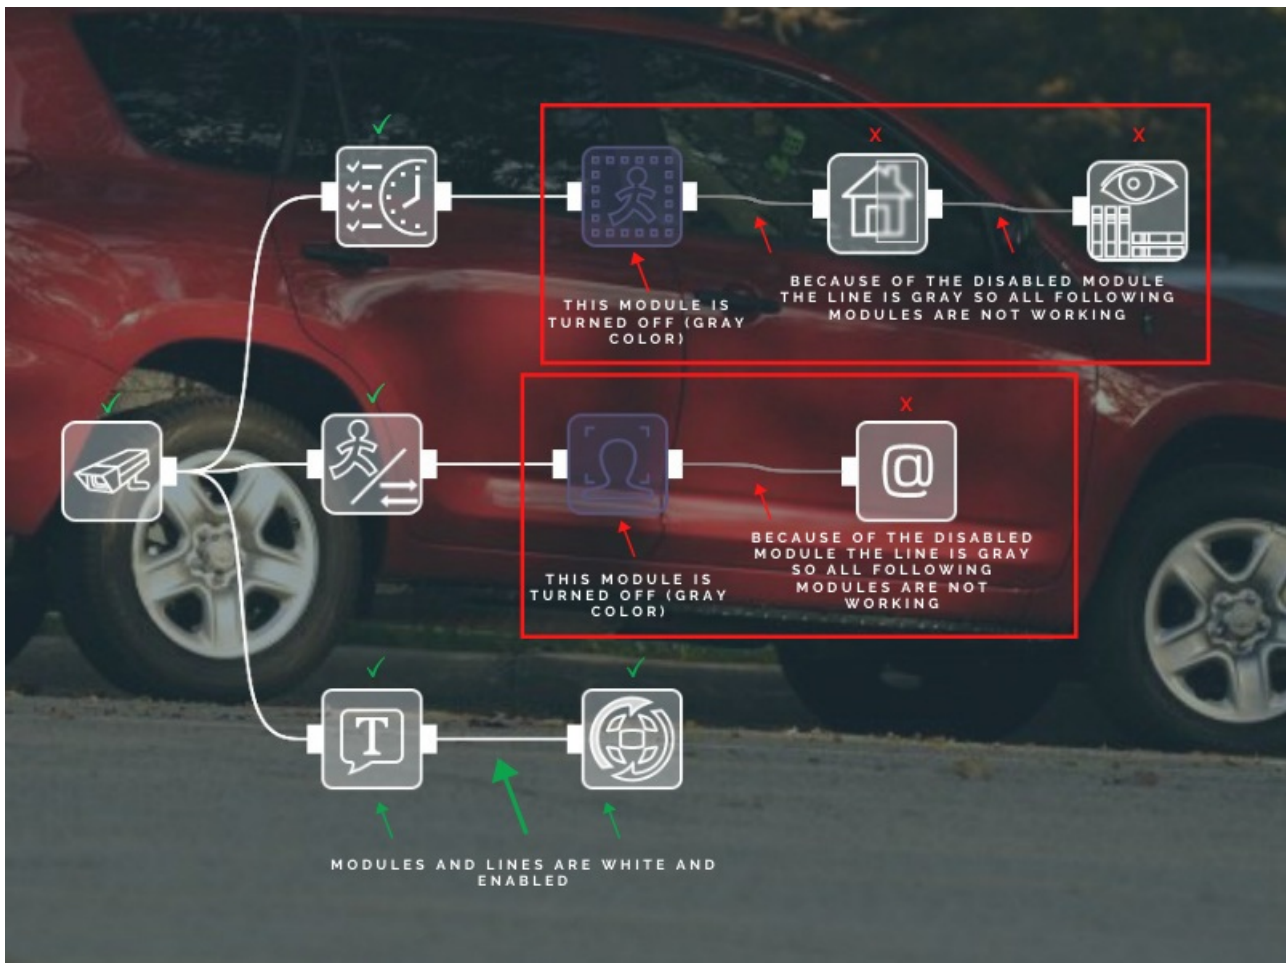 X
X
THIS MODULE IS
TURNED OFF (GRAY
COLOR)
BECAUSE OF THE DISABLED MODULE
THE LINE IS GRAY SO ALL FOLLOWING
MODULES ARE NOT WORKING
X
@
THIS MODULE IS
TURNED OFF (GRAY
COLOR)
BECAUSE OF THE DISABLED
MODULE THE LINE IS GRAY
SO ALL FOLLOWING
MODULES ARE NOT
WORKING
T
MODULES AND LINES ARE WHITE AND
ENABLED